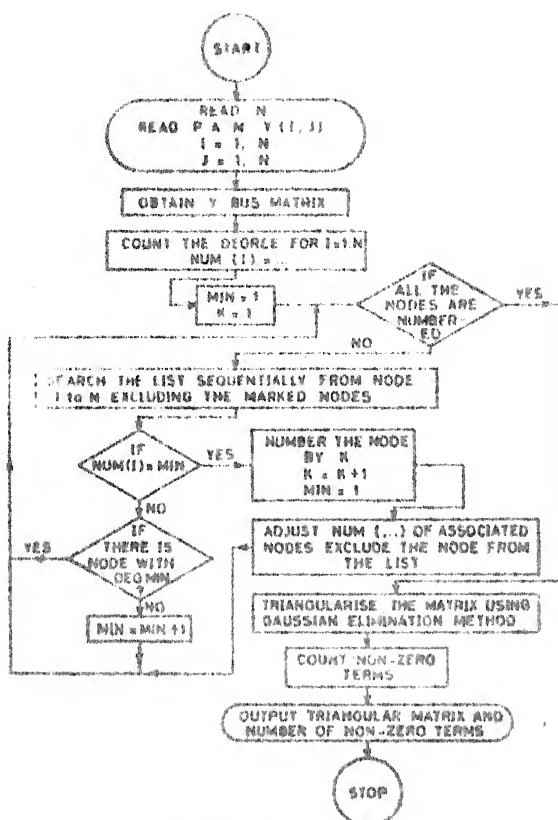 START
READ N
READ P A M Y(I,J)
I = 1, N
J = 1, N
OBTAIN Y BUS MATRIX
COUNT THE DEGREE FOR I=1,N
NUM (I) = ...
MIN = 1
K = 1
IF
ALL THE
NODES ARE
NUMBER
ED
YES
NO
SEARCH THE LIST SEQUENTIALLY FROM NODE
1 to N EXCLUDING THE MARKED NODES
IF
NUM(I)=MIN
YES
NUMBER THE NODE
BY K
K = K+1
MIN = 1
NO
YES
IF
THERE IS
NODE WITH
DEG MIN
ADJUST NUM (...) OF ASSOCIATED
NODES EXCLUDE THE NODE FROM
THE LIST
NO
MIN = MIN+1
TRIANGULARISE THE MATRIX USING
GAUSSIAN ELIMINATION METHOD
COUNT NON-ZERO
TERMS
OUTPUT TRIANGULAR MATRIX AND
NUMBER OF NON-ZERO TERMS
STOP